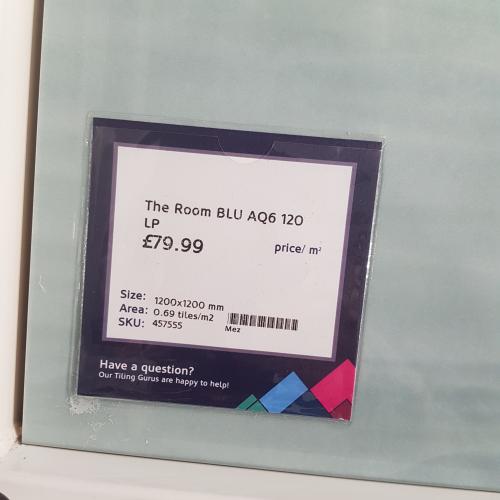 The Room BLU AQ6 120
LP
£79.99
price/ m²
Size: 1200x1200 mm
Area: 0.69 tiles/m2
SKU: 457555
Mez
Have a question?
Our Tiling Gurus are happy to help!